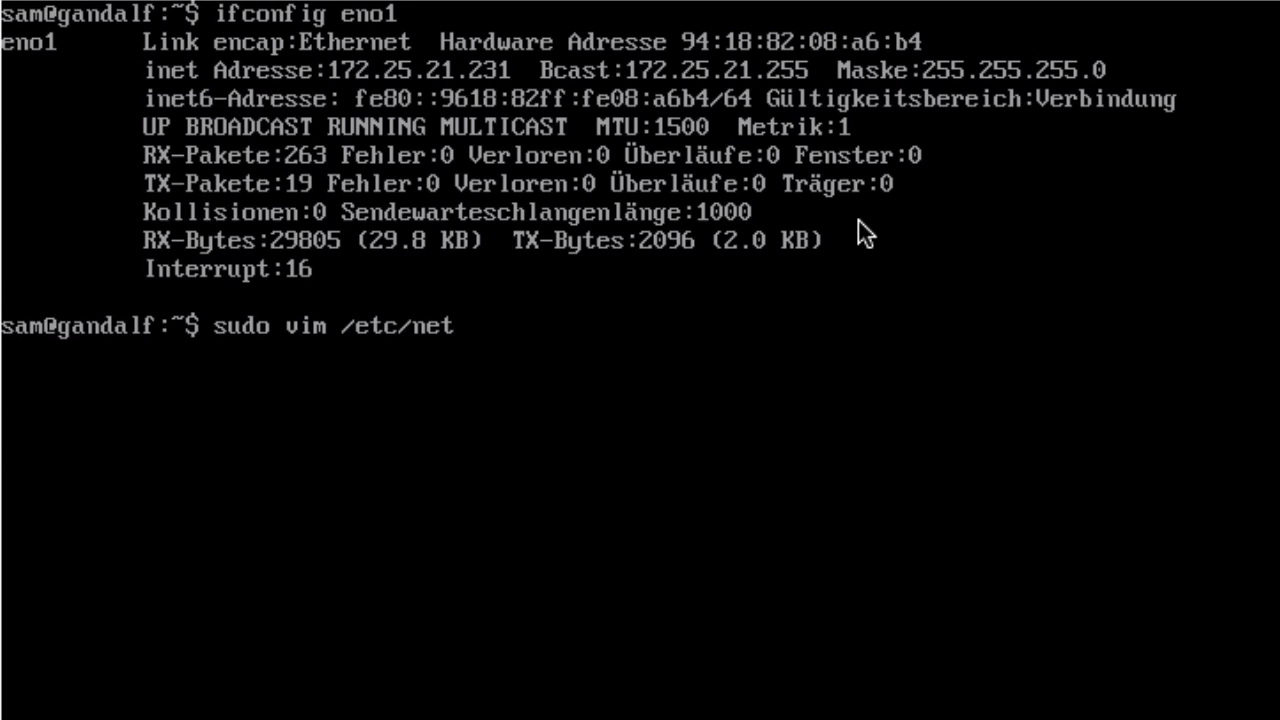 sam@gandalf:~$ ifconfig eno1
eno1      Link encap:Ethernet  Hardware Adresse 94:18:82:08:a6:b4
          inet Adresse:172.25.21.231  Bcast:172.25.21.255  Maske:255.255.255.0
          inet6-Adresse: fe80::9618:82ff:fe08:a6b4/64 Gültigkeitsbereich:Verbindung
          UP BROADCAST RUNNING MULTICAST  MTU:1500  Metrik:1
          RX-Pakete:263 Fehler:0 Verloren:0 Überläufe:0 Fenster:0
          TX-Pakete:19 Fehler:0 Verloren:0 Überläufe:0 Träger:0
          Kollisionen:0 Sendewarteschlangenlänge:1000
          RX-Bytes:29805 (29.8 KB)  TX-Bytes:2096 (2.0 KB)
          Interrupt:16
sam@gandalf:~$ sudo vim /etc/net